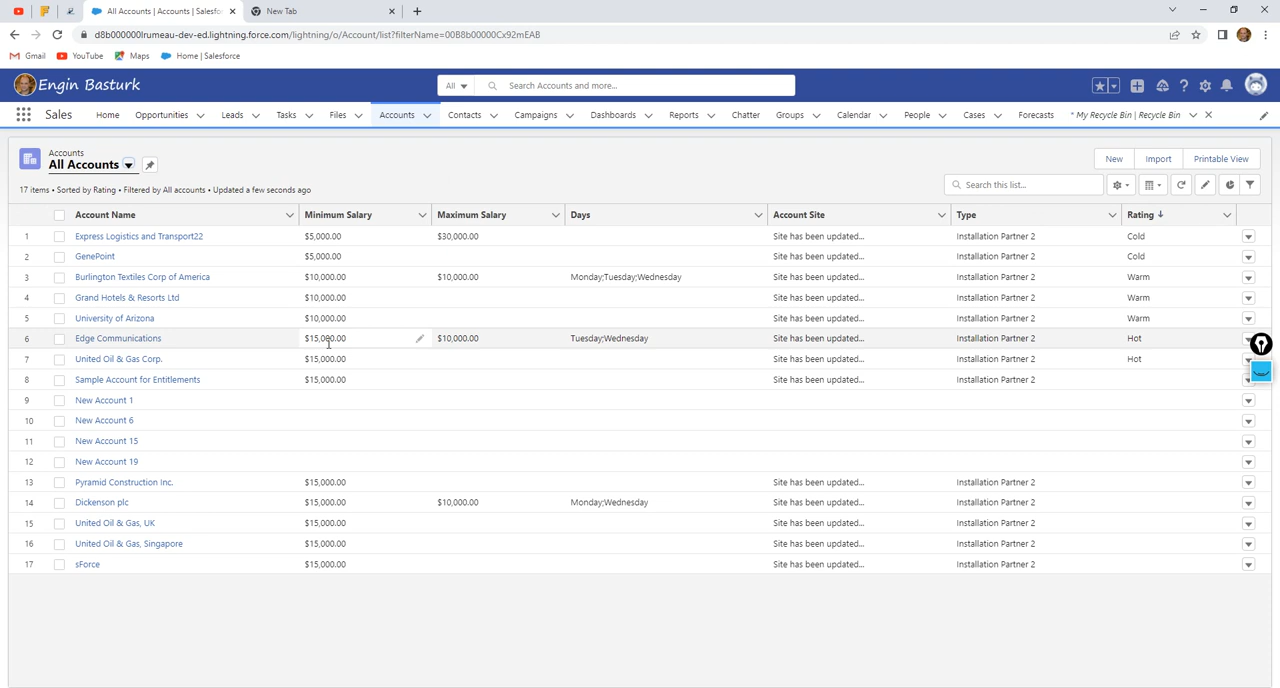 All Accounts | Accounts | Salesfor
New Tab
d8b000000lrumeau-dev-ed.lightning.force.com/lightning/o/Account/list?filterName=00B8b00000Cx92mEAB
Gmail YouTube Maps Home | Salesforce
Engin Basturk All Search Accounts and more...
Sales Home Opportunities Leads Tasks Files Accounts Contacts Campaigns Dashboards Reports Chatter Groups Calendar People Cases Forecasts * My Recycle Bin | Recycle Bin
Accounts
All Accounts New Import Printable View
17 items • Sorted by Rating • Filtered by All accounts • Updated a few seconds ago Search this list...
Account Name Minimum Salary Maximum Salary Days Account Site Type Rating
1 Express Logistics and Transport22 $5,000.00 $30,000.00 Site has been updated... Installation Partner 2 Cold
2 GenePoint $5,000.00 Site has been updated... Installation Partner 2 Cold
3 Burlington Textiles Corp of America $10,000.00 $10,000.00 Monday;Tuesday;Wednesday Site has been updated... Installation Partner 2 Warm
4 Grand Hotels & Resorts Ltd $10,000.00 Site has been updated... Installation Partner 2 Warm
5 University of Arizona $10,000.00 Site has been updated... Installation Partner 2 Warm
6 Edge Communications $15,000.00 $10,000.00 Tuesday;Wednesday Site has been updated... Installation Partner 2 Hot
7 United Oil & Gas Corp. $15,000.00 Site has been updated... Installation Partner 2 Hot
8 Sample Account for Entitlements $15,000.00 Site has been updated... Installation Partner 2
9 New Account 1
10 New Account 6
11 New Account 15
12 New Account 19
13 Pyramid Construction Inc. $15,000.00 Site has been updated... Installation Partner 2
14 Dickenson plc $15,000.00 $10,000.00 Monday;Wednesday Site has been updated... Installation Partner 2
15 United Oil & Gas, UK $15,000.00 Site has been updated... Installation Partner 2
16 United Oil & Gas, Singapore $15,000.00 Site has been updated... Installation Partner 2
17 sForce $15,000.00 Site has been updated... Installation Partner 2